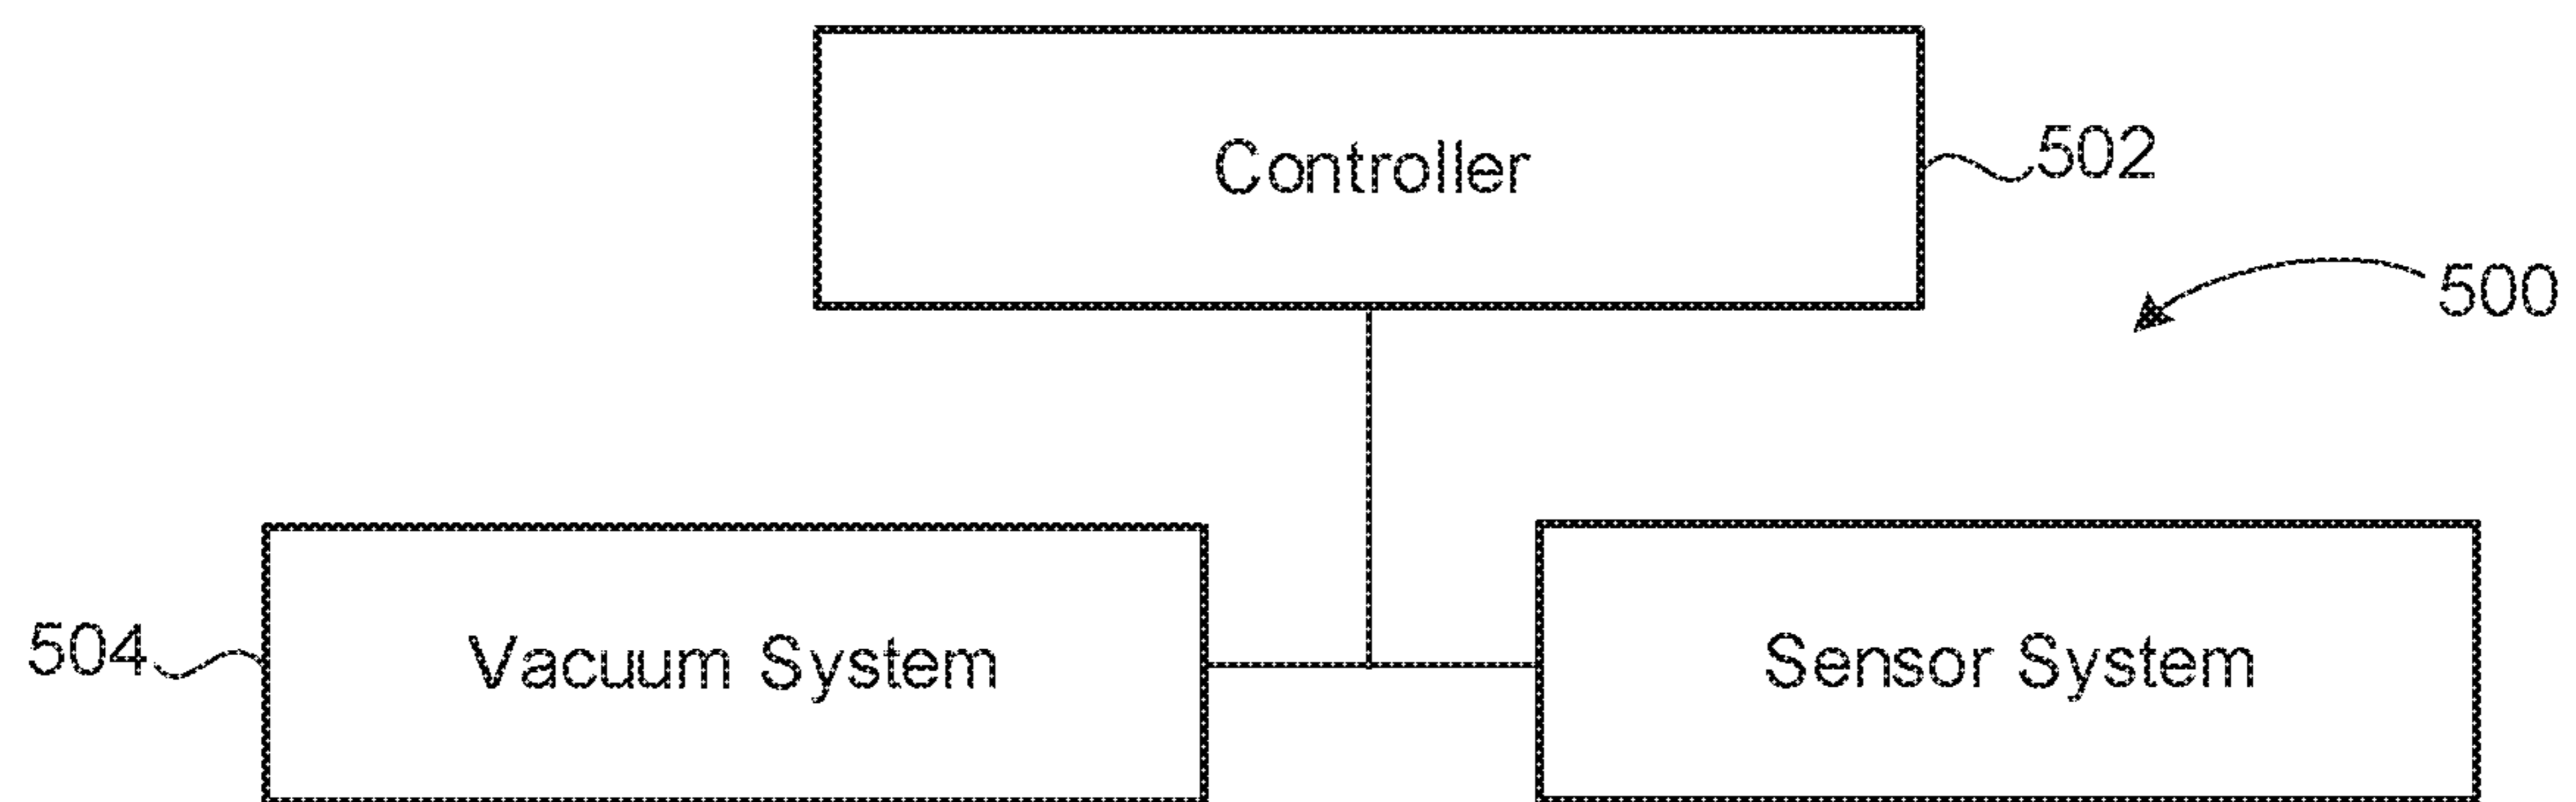 Controller
502
500
504
Vacuum System
Sensor System